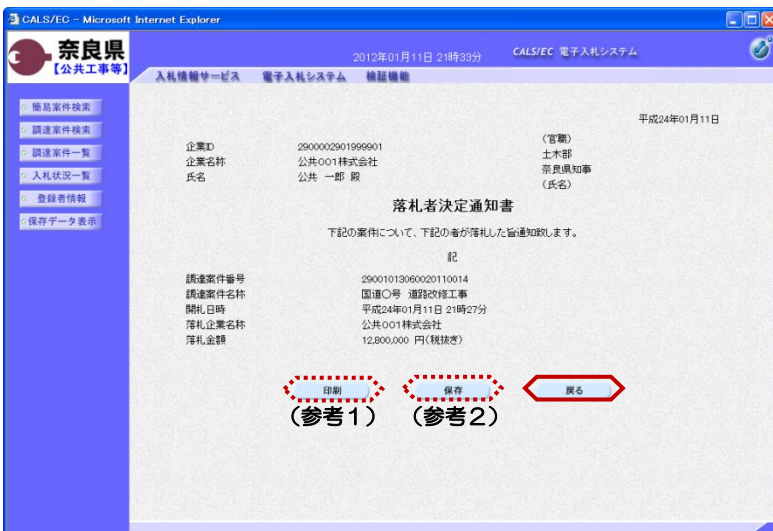 CALS/EC - Microsoft Internet Explorer
奈良県
【公共工事等】
2012年01月11日 21時33分
CALS/EC 電子入札システム
入札情報サービス 電子入札システム 検証機能
簡易案件検索
調達案件検索
調達案件一覧
入札状況一覧
登録者情報
保存データ表示
平成24年01月11日
企業ID 2900002901999901
企業名称 公共001株式会社
氏名 公共 一郎 殿
(官職)
土木部
奈良県知事
(氏名)
落札者決定通知書
下記の案件について、下記の者が落札した旨通知致します。
記
調達案件番号 29001013060020110014
調達案件名称 国道〇号 道路改修工事
開札日時 平成24年01月11日 21時27分
落札企業名称 公共001株式会社
落札金額 12,800,000 円(税抜き)
印刷 保存 戻る
(参考1) (参考2)